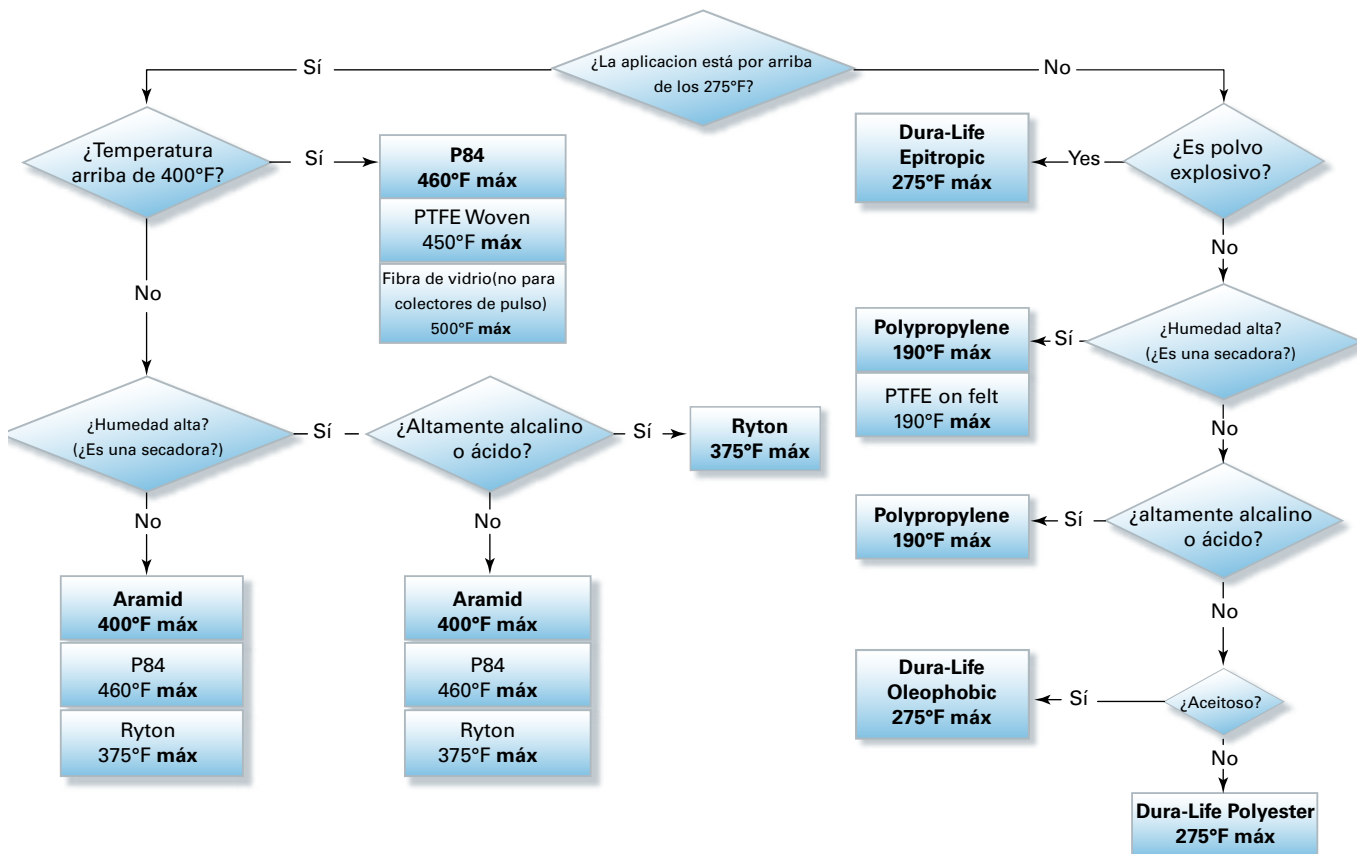 ¿La aplicacion está por arriba
de los 275°F?
Sí
No
¿Temperatura
arriba de 400°F?
Sí
P84
460°F máx
PTFE Woven
450°F máx
Fibra de vidrio(no para
colectores de pulso)
500°F máx
No
¿Humedad alta?
(¿Es una secadora?)
Sí
¿Altamente alcalino
o ácido?
Sí
Ryton
375°F máx
No
No
Aramid
400°F máx
P84
460°F máx
Ryton
375°F máx
Aramid
400°F máx
P84
460°F máx
Ryton
375°F máx
Dura-Life
Epitropic
275°F máx
Yes
¿Es polvo
explosivo?
No
Polypropylene
190°F máx
PTFE on felt
190°F máx
Sí
¿Humedad alta?
(¿Es una secadora?)
No
Polypropylene
190°F máx
Sí
¿altamente alcalino
o ácido?
No
Dura-Life
Oleophobic
275°F máx
Sí
¿Aceitoso?
No
Dura-Life Polyester
275°F máx